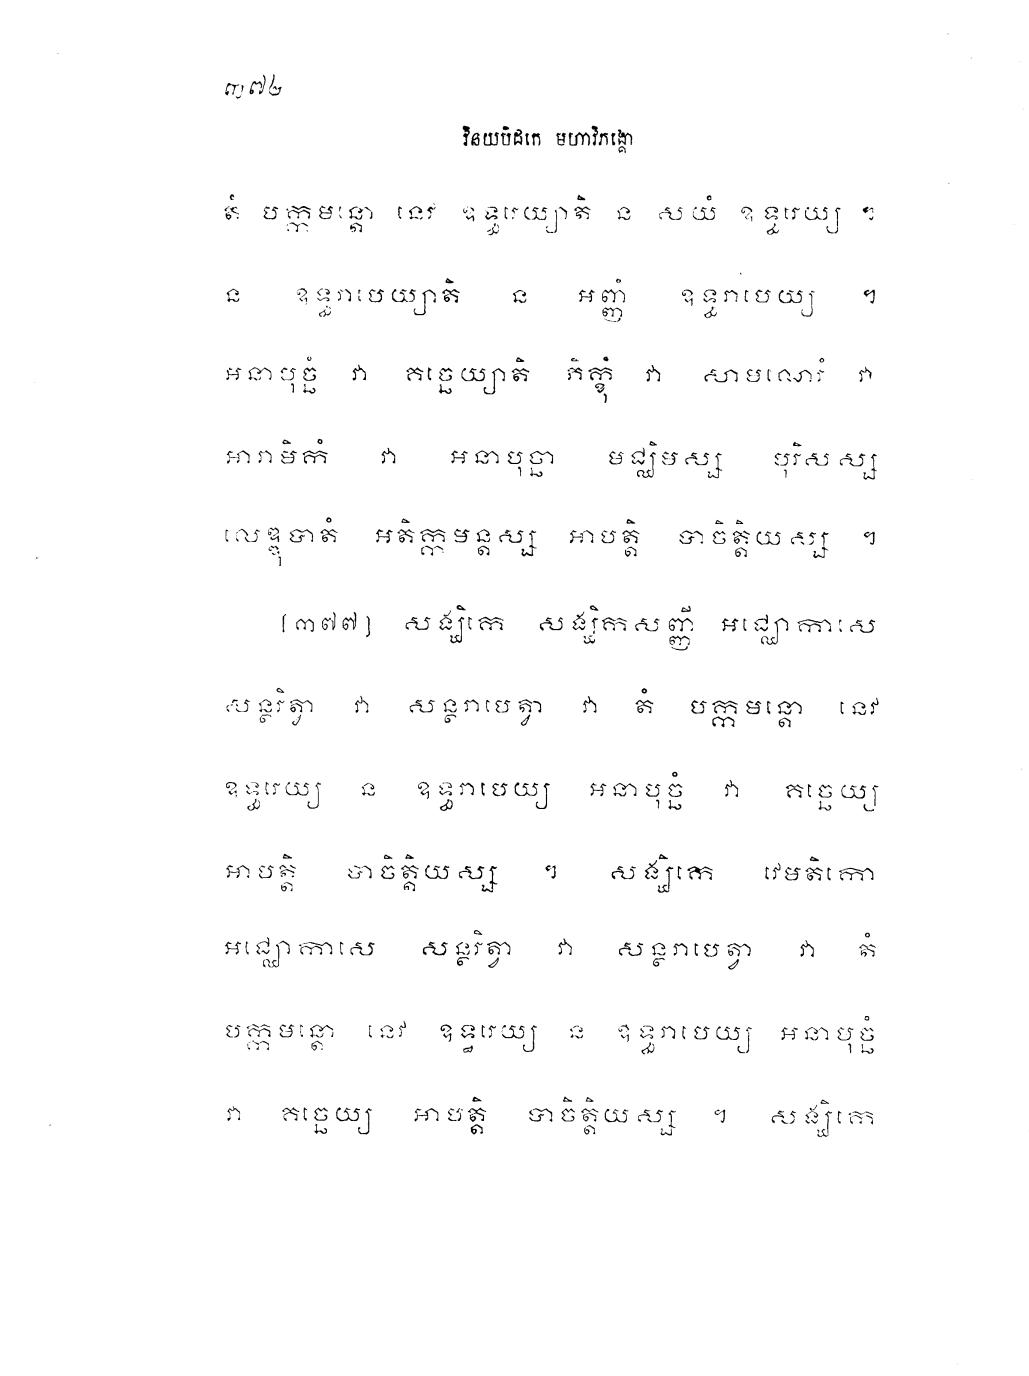 ៣៧២
វិនយបិដកេ មហាវិភង្គោ
តំ បក្កមន្តោ នេវ ឧទ្ធរេយ្យាតិ ន សយំ ឧទ្ធរេយ្យ ។
ន ឧទ្ធរាបេយ្យាតិ ន អញ្ញំ ឧទ្ធរាបេយ្យ ។
អនាបុច្ឆំ វា គច្ឆេយ្យាតិ ភិក្ខុំ វា សាមណេរំ វា
អារាមិកំ វា អនាបុច្ឆា មជ្ឈិមស្ស បុរិសស្ស
លេឌ្ឌុបាតំ អតិក្កមន្តស្ស អាបត្តិ បាចិត្តិយស្ស ។
[៣៧៧] សង្ឃិកេ សង្ឃិកសញ្ញី អជ្ឈោកាសេ
សន្ថរិត្វា វា សន្ថរាបេត្វា វា តំ បក្កមន្តោ នេវ
ឧទ្ធរេយ្យ ន ឧទ្ធរាបេយ្យ អនាបុច្ឆំ វា គច្ឆេយ្យ
អាបត្តិ បាចិត្តិយស្ស ។ សង្ឃិកេ វេមតិកោ
អជ្ឈោកាសេ សន្ថរិត្វា វា សន្ថរាបេត្វា វា តំ
បក្កមន្តោ នេវ ឧទ្ធរេយ្យ ន ឧទ្ធរាបេយ្យ អនាបុច្ឆំ
វា គច្ឆេយ្យ អាបត្តិ បាចិត្តិយស្ស ។ សង្ឃិកេ